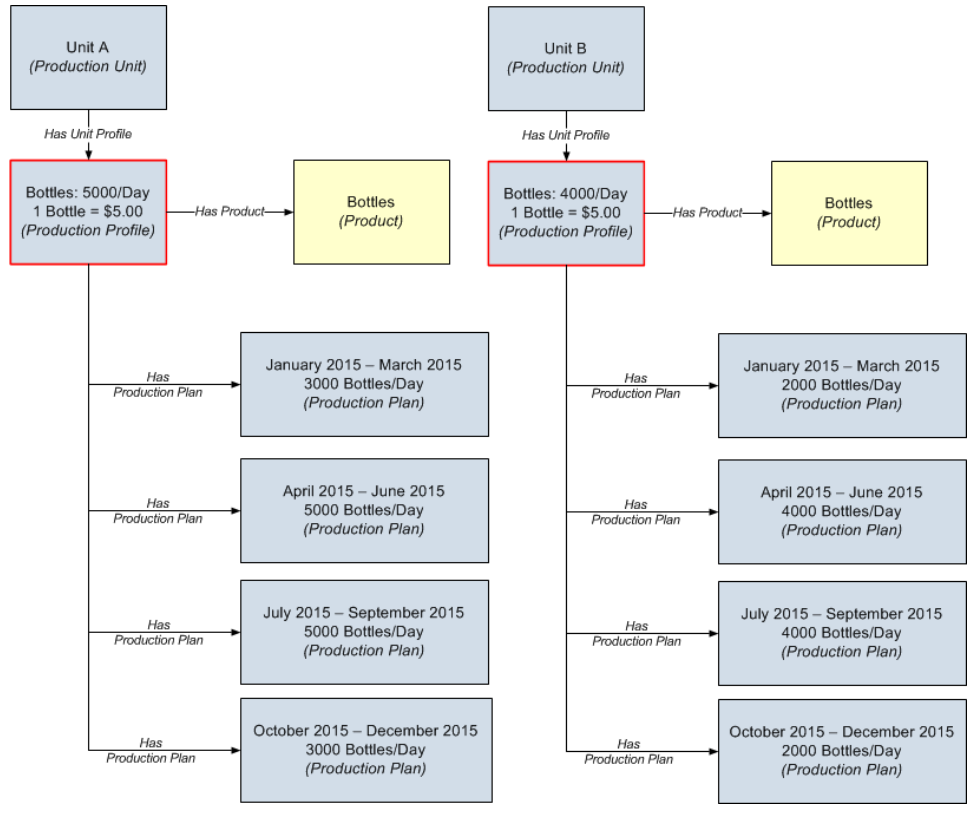 Unit A
(Production Unit)
Has Unit Profile
Bottles: 5000/Day
1 Bottle = $5.00
(Production Profile)
Has Product
Bottles
(Product)
Has
Production Plan
January 2015 – March 2015
3000 Bottles/Day
(Production Plan)
Has
Production Plan
April 2015 – June 2015
5000 Bottles/Day
(Production Plan)
Has
Production Plan
July 2015 – September 2015
5000 Bottles/Day
(Production Plan)
Has
Production Plan
October 2015 – December 2015
3000 Bottles/Day
(Production Plan)
Unit B
(Production Unit)
Has Unit Profile
Bottles: 4000/Day
1 Bottle = $5.00
(Production Profile)
Has Product
Bottles
(Product)
Has
Production Plan
January 2015 – March 2015
2000 Bottles/Day
(Production Plan)
Has
Production Plan
April 2015 – June 2015
4000 Bottles/Day
(Production Plan)
Has
Production Plan
July 2015 – September 2015
4000 Bottles/Day
(Production Plan)
Has
Production Plan
October 2015 – December 2015
2000 Bottles/Day
(Production Plan)